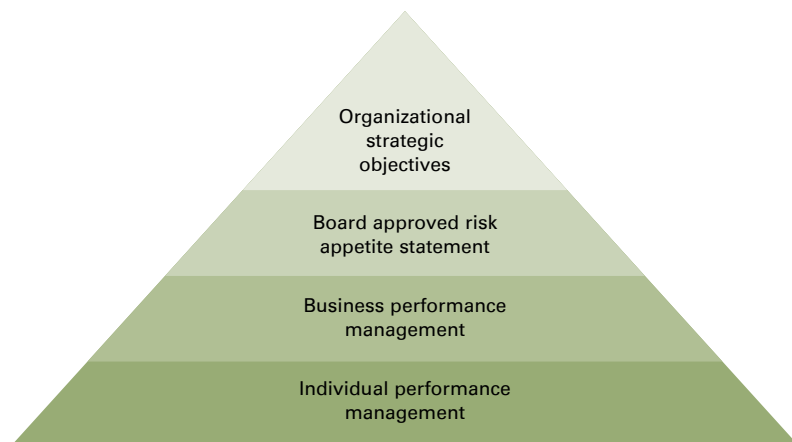 Organizational
strategic
objectives
Board approved risk
appetite statement
Business performance
management
Individual performance
management